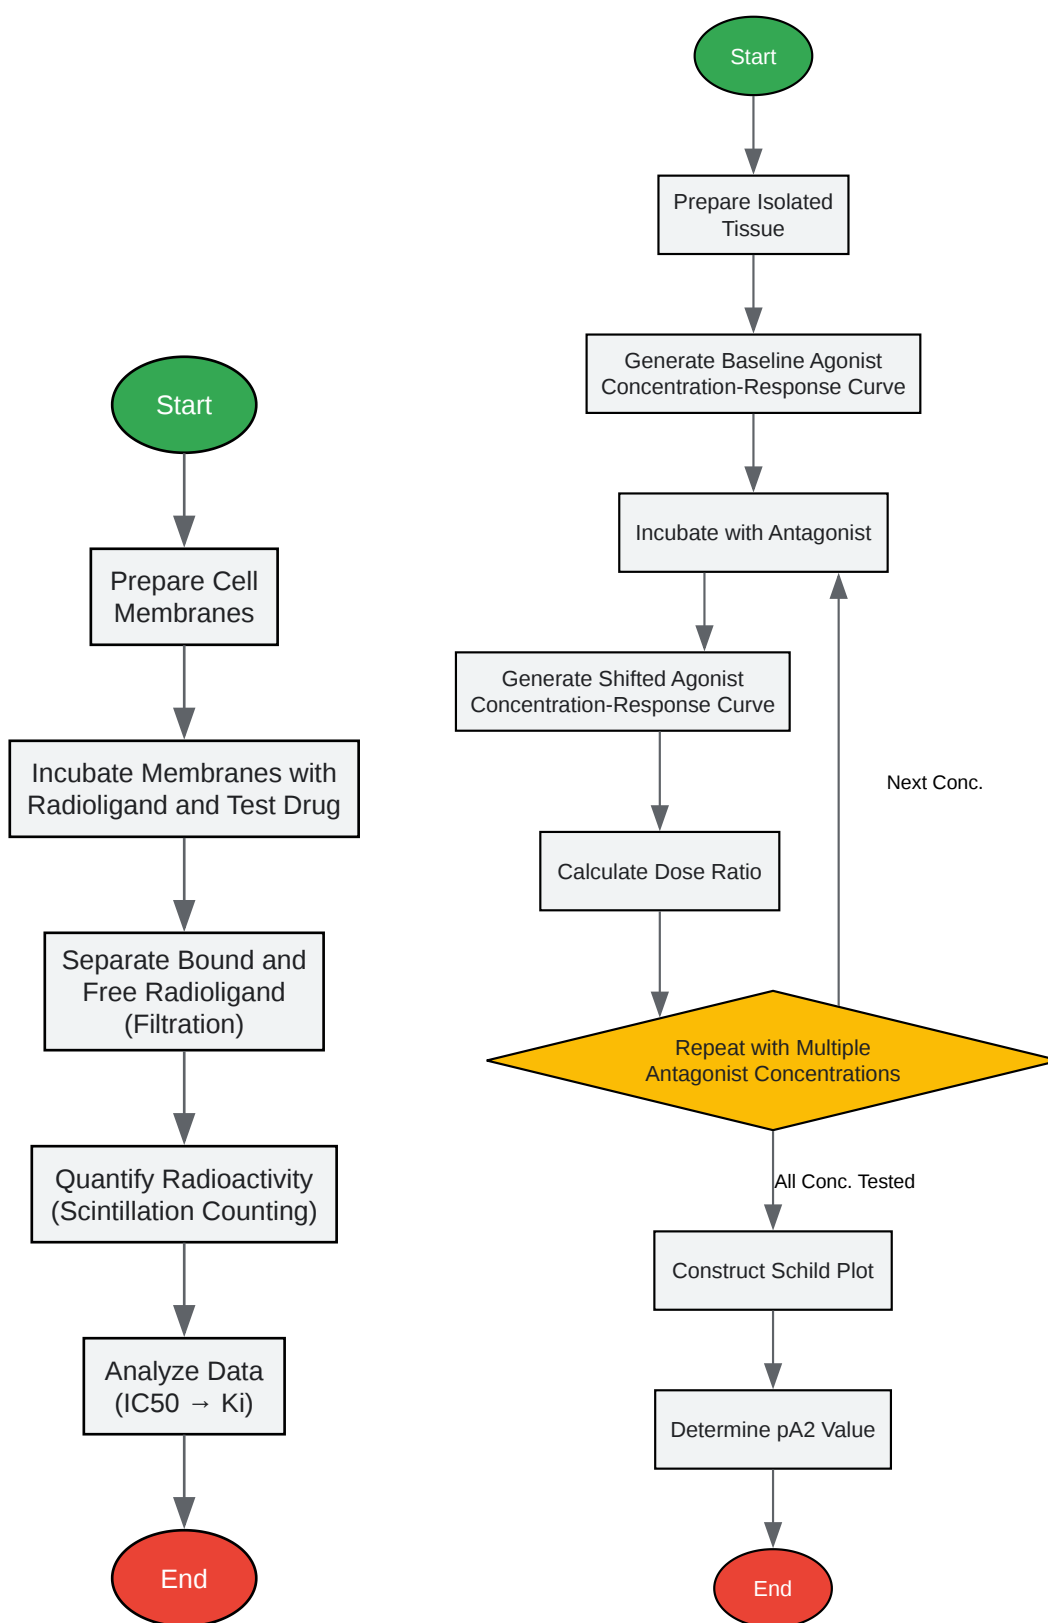 Start
Prepare Cell
Membranes
Incubate Membranes with
Radioligand and Test Drug
Separate Bound and
Free Radioligand
(Filtration)
Quantify Radioactivity
(Scintillation Counting)
Analyze Data
(IC50 → Ki)
End
Start
Prepare Isolated
Tissue
Generate Baseline Agonist
Concentration-Response Curve
Incubate with Antagonist
Generate Shifted Agonist
Concentration-Response Curve
Next Conc.
Calculate Dose Ratio
Repeat with Multiple
Antagonist Concentrations
All Conc. Tested
Construct Schild Plot
Determine pA2 Value
End